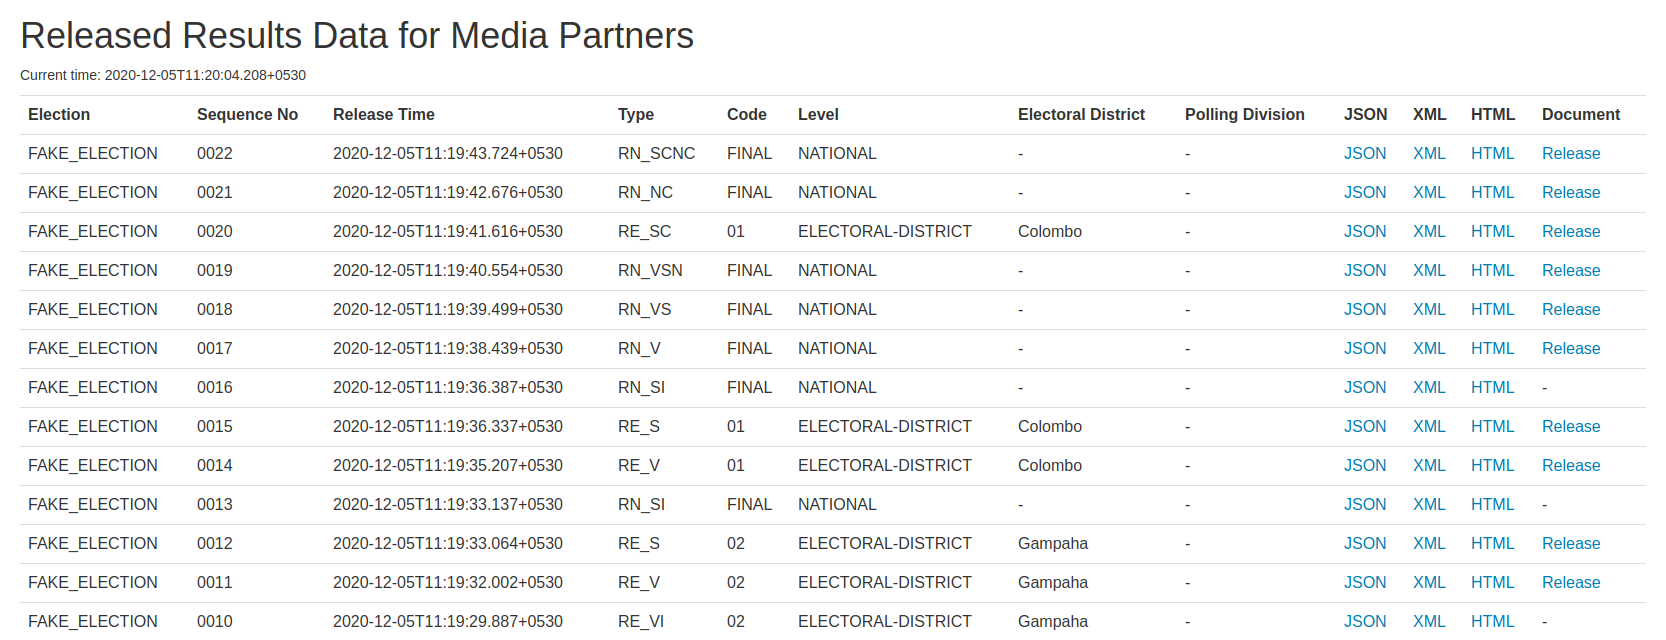 Released Results Data for Media Partners
Current time: 2020-12-05T11:20:04.208+0530
Election Sequence No Release Time Type Code Level Electoral District Polling Division JSON XML HTML Document
FAKE_ELECTION 0022 2020-12-05T11:19:43.724+0530 RN_SCNC FINAL NATIONAL - - JSON XML HTML Release
FAKE_ELECTION 0021 2020-12-05T11:19:42.676+0530 RN_NC FINAL NATIONAL - - JSON XML HTML Release
FAKE_ELECTION 0020 2020-12-05T11:19:41.616+0530 RE_SC 01 ELECTORAL-DISTRICT Colombo - JSON XML HTML Release
FAKE_ELECTION 0019 2020-12-05T11:19:40.554+0530 RN_VSN FINAL NATIONAL - - JSON XML HTML Release
FAKE_ELECTION 0018 2020-12-05T11:19:39.499+0530 RN_VS FINAL NATIONAL - - JSON XML HTML Release
FAKE_ELECTION 0017 2020-12-05T11:19:38.439+0530 RN_V FINAL NATIONAL - - JSON XML HTML Release
FAKE_ELECTION 0016 2020-12-05T11:19:36.387+0530 RN_SI FINAL NATIONAL - - JSON XML HTML -
FAKE_ELECTION 0015 2020-12-05T11:19:36.337+0530 RE_S 01 ELECTORAL-DISTRICT Colombo - JSON XML HTML Release
FAKE_ELECTION 0014 2020-12-05T11:19:35.207+0530 RE_V 01 ELECTORAL-DISTRICT Colombo - JSON XML HTML Release
FAKE_ELECTION 0013 2020-12-05T11:19:33.137+0530 RN_SI FINAL NATIONAL - - JSON XML HTML -
FAKE_ELECTION 0012 2020-12-05T11:19:33.064+0530 RE_S 02 ELECTORAL-DISTRICT Gampaha - JSON XML HTML Release
FAKE_ELECTION 0011 2020-12-05T11:19:32.002+0530 RE_V 02 ELECTORAL-DISTRICT Gampaha - JSON XML HTML Release
FAKE_ELECTION 0010 2020-12-05T11:19:29.887+0530 RE_VI 02 ELECTORAL-DISTRICT Gampaha - JSON XML HTML -